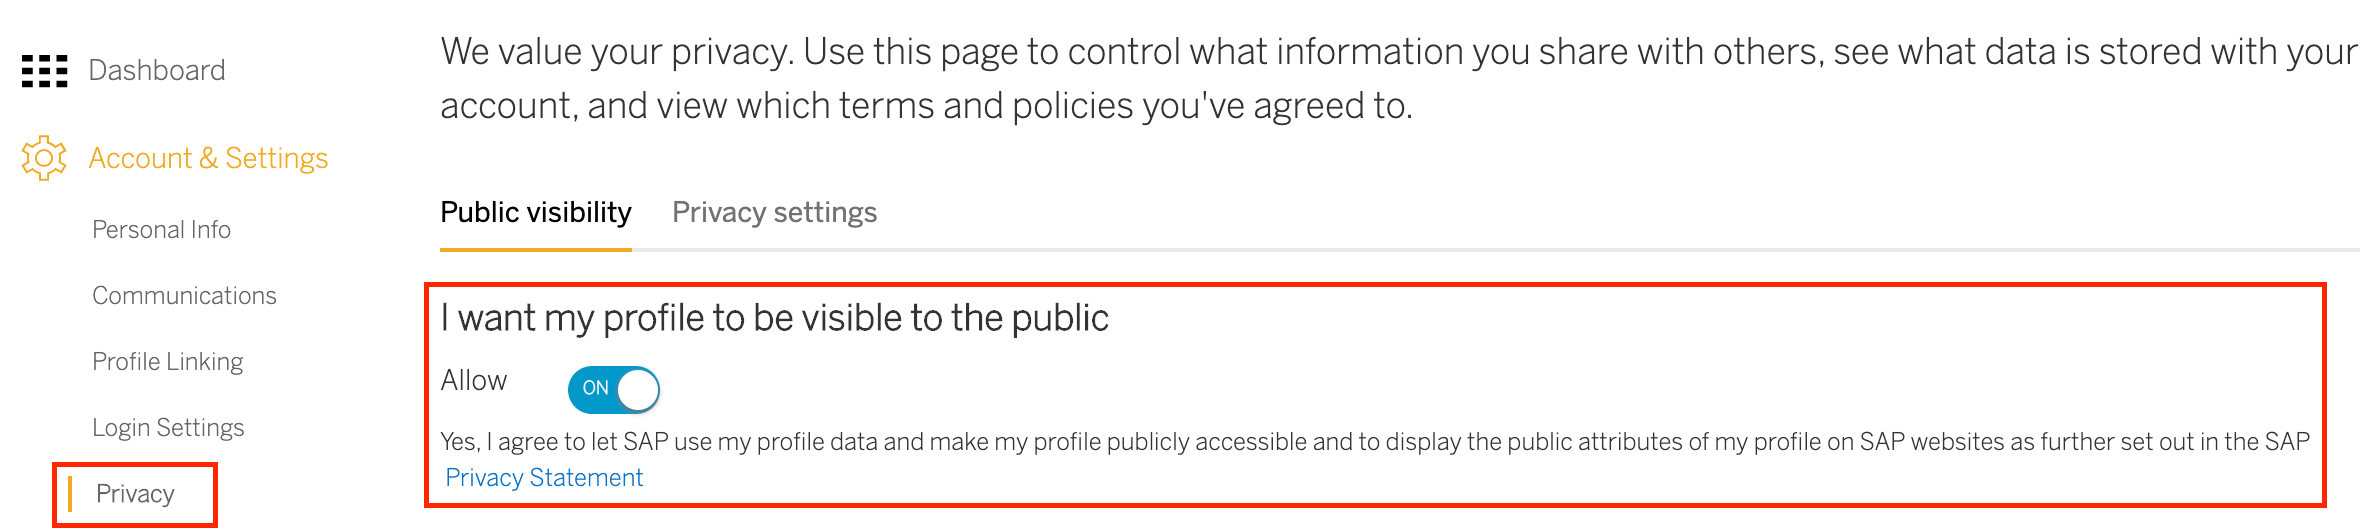 Dashboard
Account & Settings
Personal Info
Communications
Profile Linking
Login Settings
Privacy
We value your privacy. Use this page to control what information you share with others, see what data is stored with your
account, and view which terms and policies you've agreed to.
Public visibility
Privacy settings
I want my profile to be visible to the public
Allow
ON
Yes, I agree to let SAP use my profile data and make my profile publicly accessible and to display the public attributes of my profile on SAP websites as further set out in the SAP
Privacy Statement